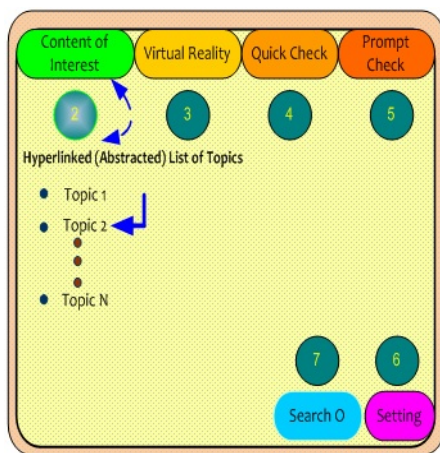 Content of Interest
Virtual Reality
Quick Check
Prompt Check
2
3
4
5
Hyperlinked (Abstracted) List of Topics
Topic 1
Topic 2
Topic N
7
6
Search O
Setting